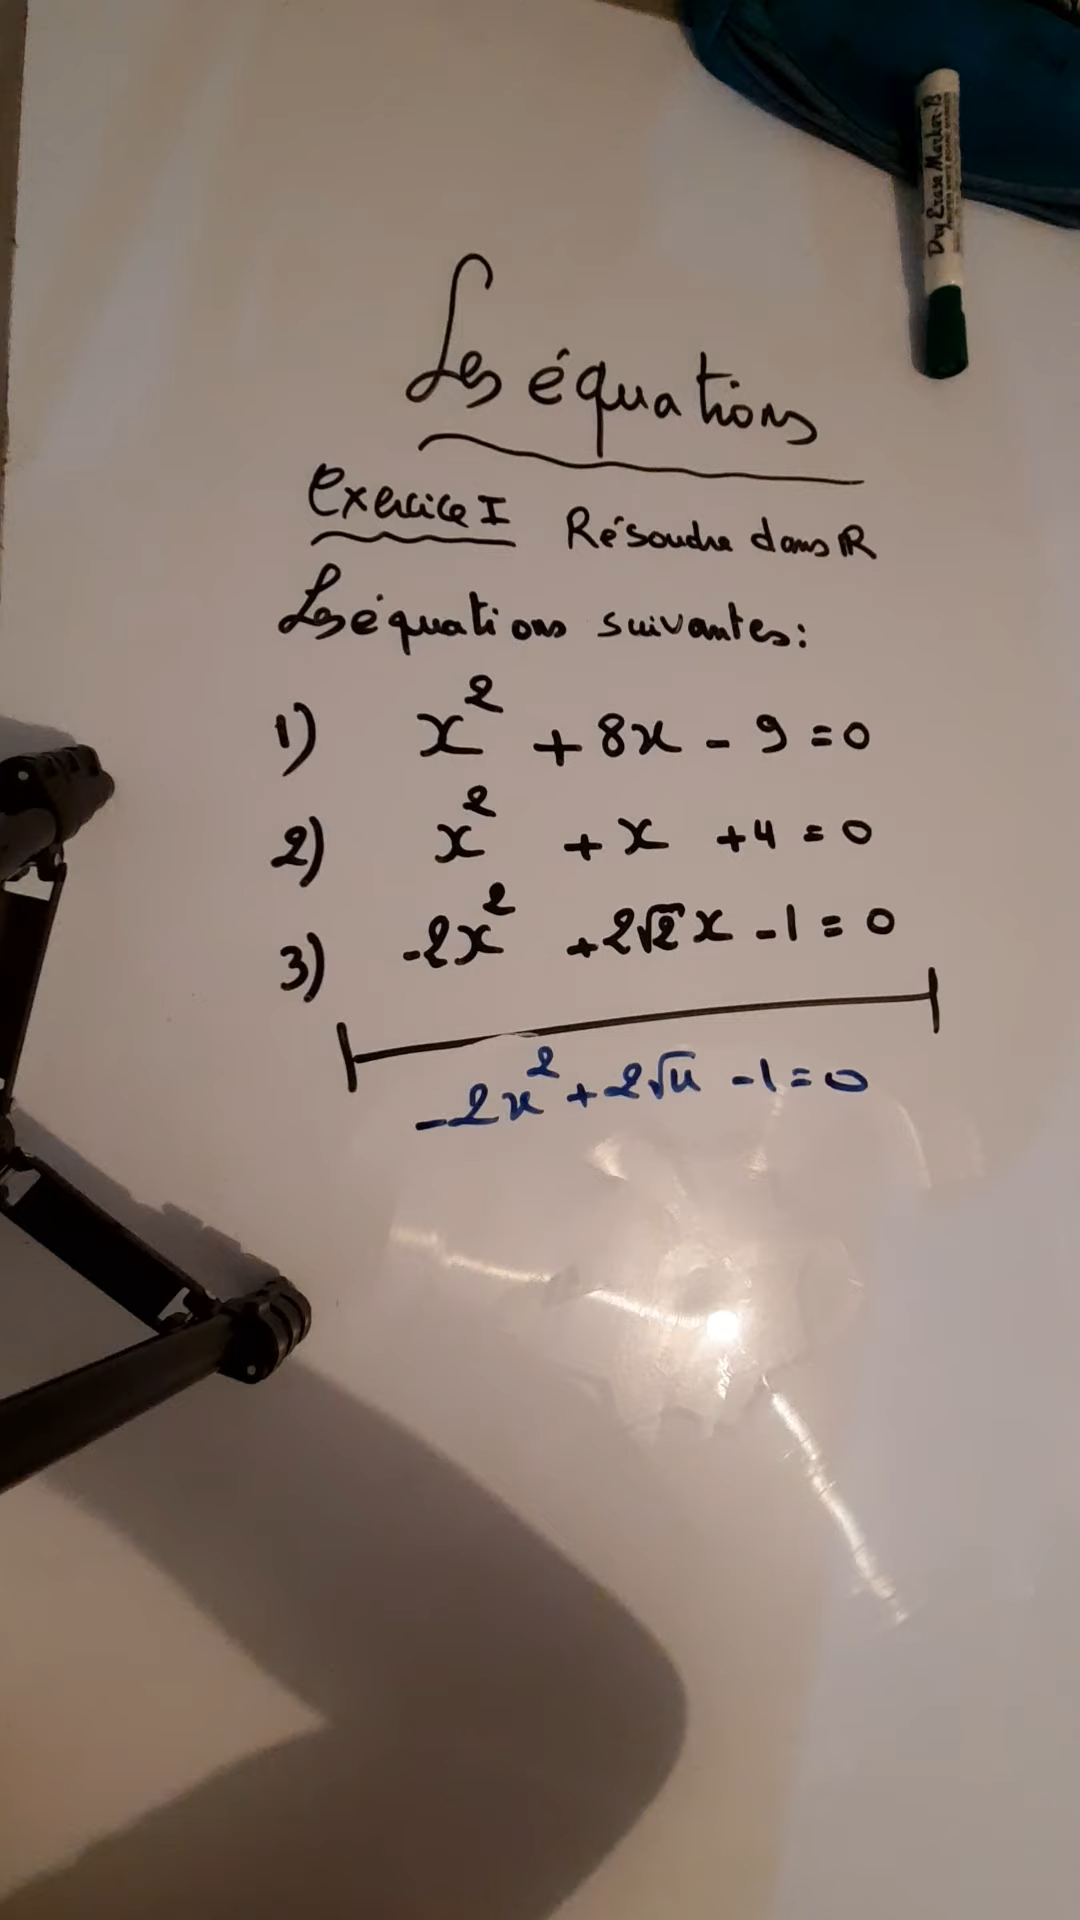 Dry Erase Marker-B
Les équations
Exercice I Résoudre dans ℝ
Les équations suivantes:
1) x² + 8x - 9 = 0
2) x² + x + 4 = 0
3) -2x² + 2√2 x - 1 = 0
-2x² + 2√x - 1 = 0